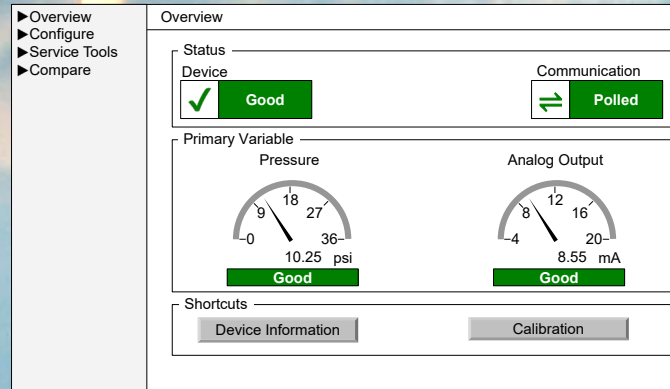 ▶Overview
▶Configure
▶Service Tools
▶Compare
Overview
Status
Device
Good
Communication
Polled
Primary Variable
Pressure
0 9 18 27 36
10.25 psi
Good
Analog Output
4 8 12 16 20
8.55 mA
Good
Shortcuts
Device Information
Calibration